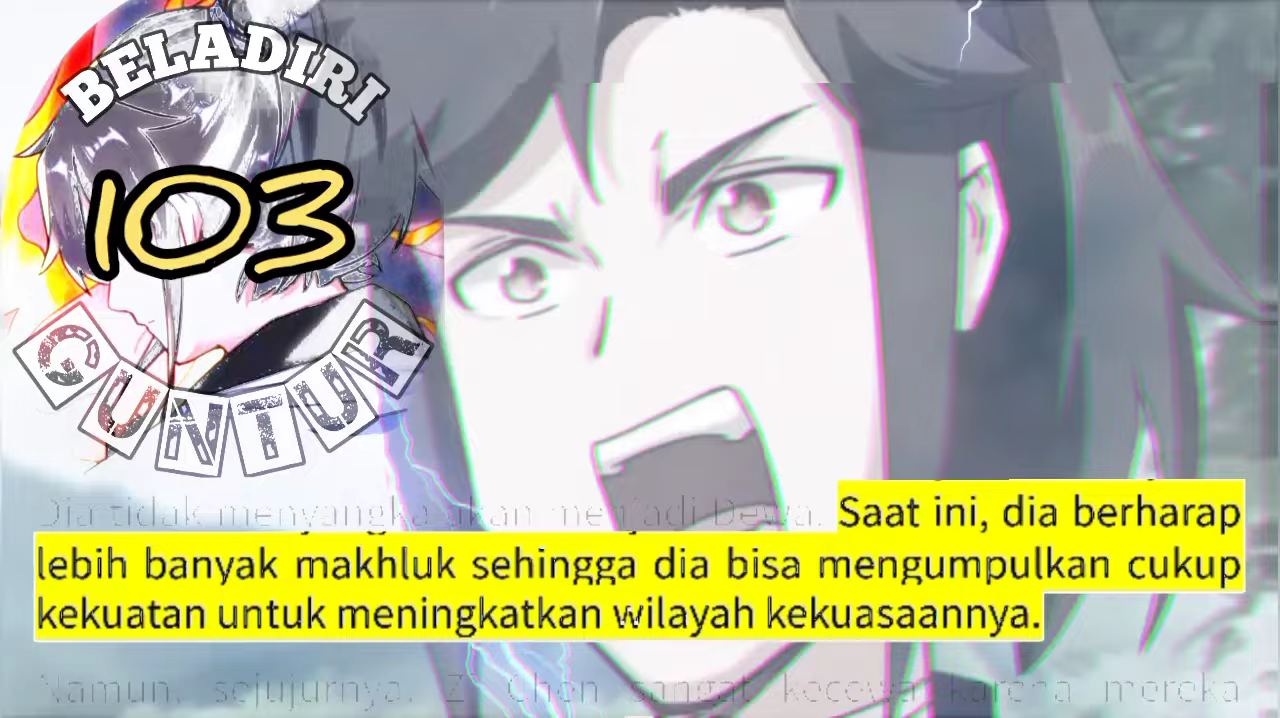 BELADIRI
103
GUNTUR
Dia tidak menyangka akan menjadi Dewa. Saat ini, dia berharap
lebih banyak makhluk sehingga dia bisa mengumpulkan cukup
kekuatan untuk meningkatkan wilayah kekuasaannya.
Namun, sejujurnya, Zi Chen sangat kecewa karena mereka